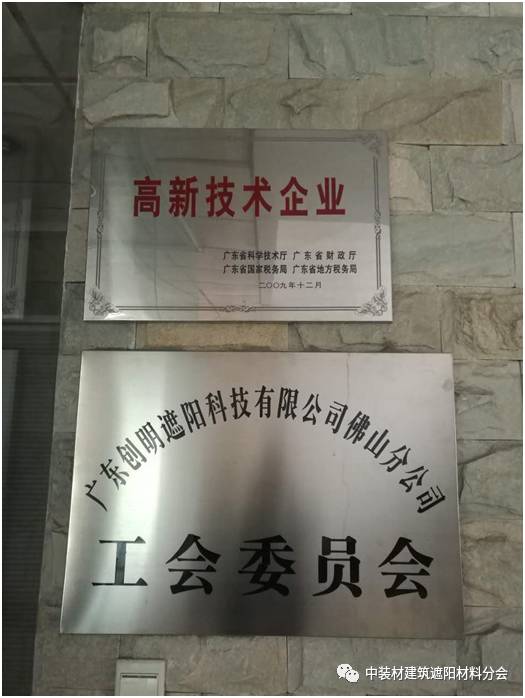 高新技术企业
广东省科学技术厅 广东省财政厅
广东省国家税务局 广东省地方税务局
二〇〇九年十二月
广东创明遮阳科技有限公司佛山分公司
工会委员会
中装材建筑遮阳材料分会